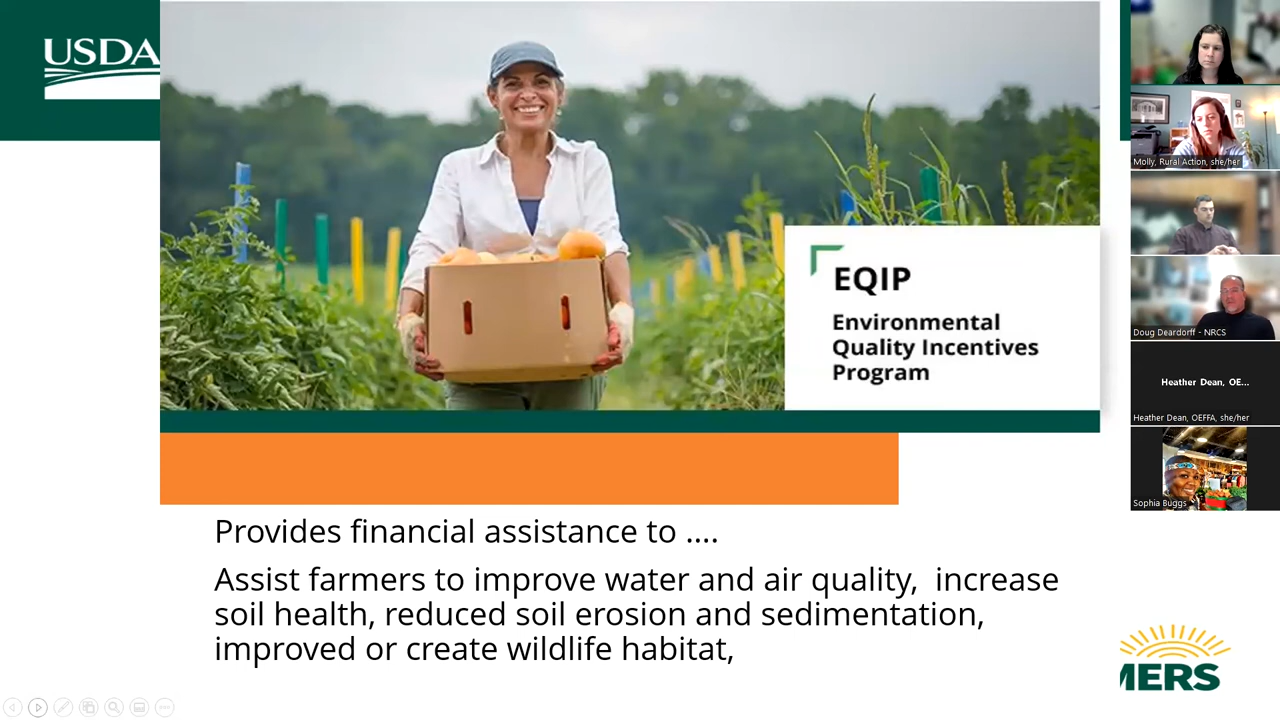 USDA
EQIP
Environmental
Quality Incentives
Program
Provides financial assistance to ....
Assist farmers to improve water and air quality,  increase
soil health, reduced soil erosion and sedimentation,
improved or create wildlife habitat,
Molly, Rural Action, she/her
Doug Deardorff - NRCS
Heather Dean, OE...
Heather Dean, OEFFA, she/her
Sophia Buggs
MERS